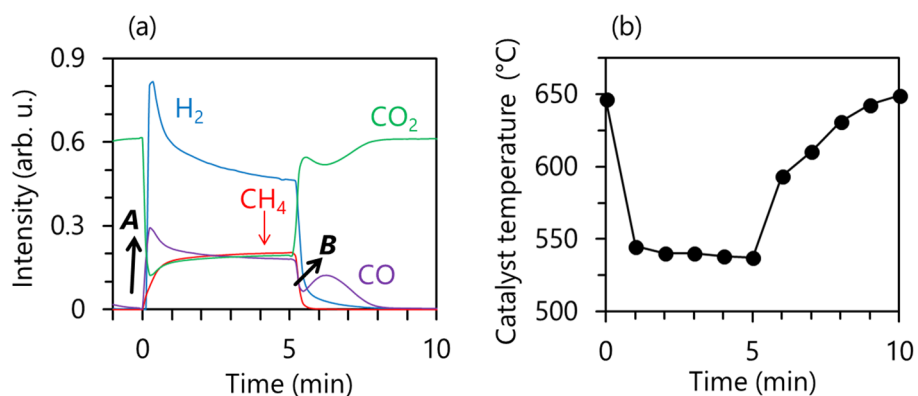 (a)
0.9
0.6
0.3
0
Intensity (arb. u.)
H₂
CO₂
CH₄
CO
A
B
0
5
10
Time (min)
(b)
650
600
550
500
Catalyst temperature (°C)
0
5
10
Time (min)